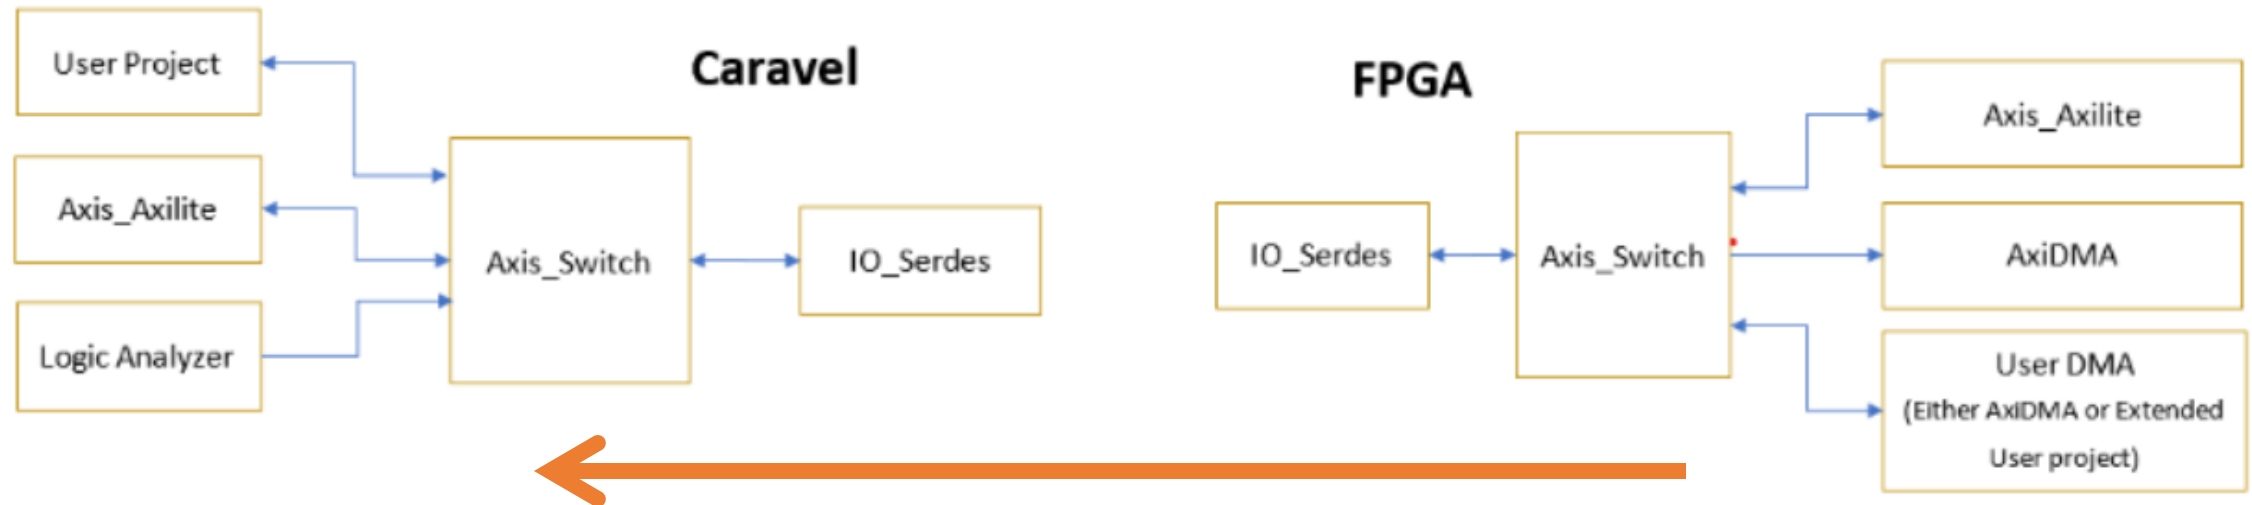 User Project
Caravel
FPGA
Axis_Axilite
Axis_Axilite
Axis_Switch
IO_Serdes
IO_Serdes
Axis_Switch
AxiDMA
Logic Analyzer
User DMA
(Either AxiDMA or Extended
User project)